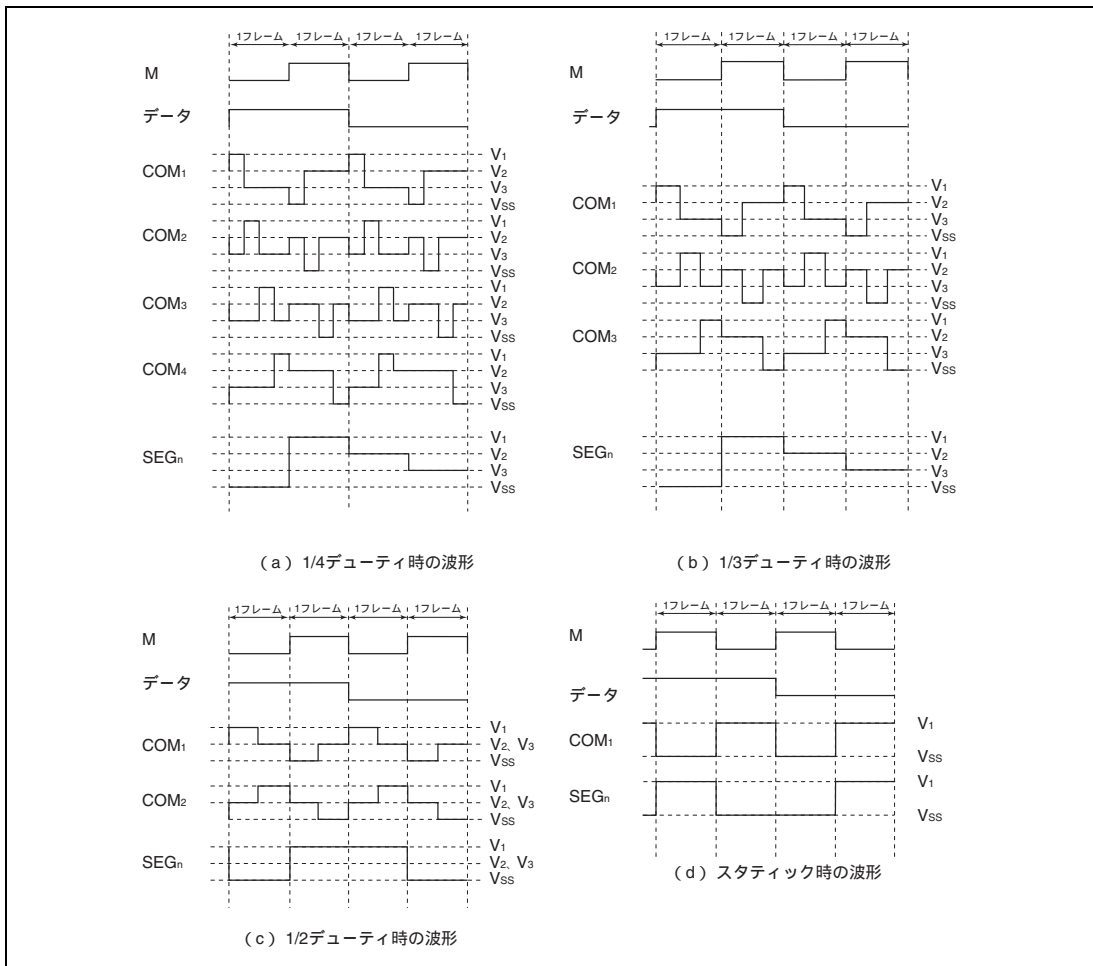 1フレーム 1フレーム 1フレーム 1フレーム
M
データ
COM1
V1
V2
V3
VSS
COM2
V1
V2
V3
VSS
COM3
V1
V2
V3
VSS
COM4
V1
V2
V3
VSS
SEGn
V1
V2
V3
VSS
(a) 1/4デューティ時の波形
1フレーム 1フレーム 1フレーム 1フレーム
M
データ
COM1
V1
V2
V3
VSS
COM2
V1
V2
V3
VSS
COM3
V1
V2
V3
VSS
SEGn
V1
V2
V3
VSS
(b) 1/3デューティ時の波形
1フレーム 1フレーム 1フレーム 1フレーム
M
データ
COM1
V1
V2、V3
VSS
COM2
V1
V2、V3
VSS
SEGn
V1
V2、V3
VSS
(c) 1/2デューティ時の波形
1フレーム 1フレーム 1フレーム 1フレーム
M
データ
COM1
V1
VSS
SEGn
V1
VSS
(d) スタティック時の波形